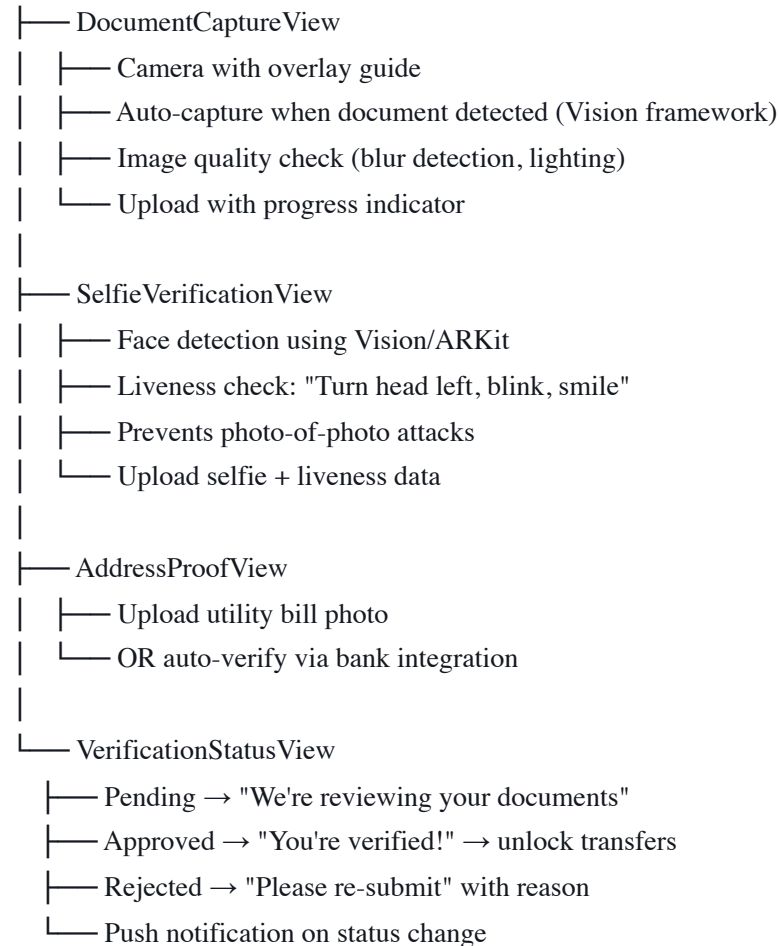 ├── DocumentCaptureView
│   ├── Camera with overlay guide
│   ├── Auto-capture when document detected (Vision framework)
│   ├── Image quality check (blur detection, lighting)
│   └── Upload with progress indicator
│
├── SelfieVerificationView
│   ├── Face detection using Vision/ARKit
│   ├── Liveness check: "Turn head left, blink, smile"
│   ├── Prevents photo-of-photo attacks
│   └── Upload selfie + liveness data
│
├── AddressProofView
│   ├── Upload utility bill photo
│   └── OR auto-verify via bank integration
│
└── VerificationStatusView
    ├── Pending → "We're reviewing your documents"
    ├── Approved → "You're verified!" → unlock transfers
    ├── Rejected → "Please re-submit" with reason
    └── Push notification on status change